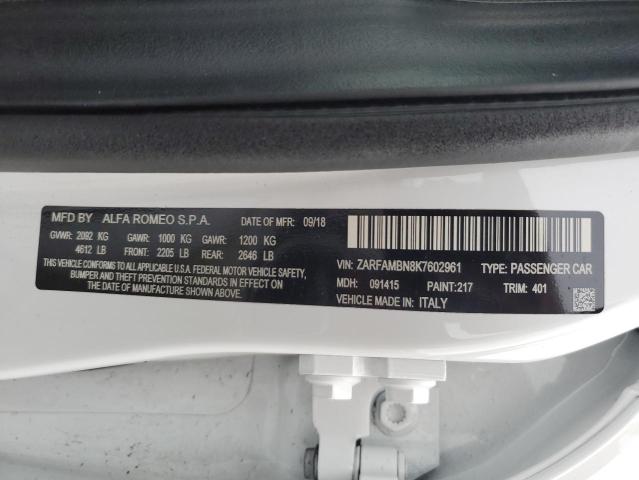 MFD BY ALFA ROMEO S.P.A. DATE OF MFR: 09/18
GVWR: 2092 KG GAWR: 1000 KG GAWR: 1200 KG
4612 LB FRONT: 2205 LB REAR: 2646 LB
THIS VEHICLE CONFORMS TO ALL APPLICABLE U.S.A. FEDERAL MOTOR VEHICLE SAFETY,
BUMPER AND THEFT PREVENTION STANDARDS IN EFFECT ON
THE DATE OF MANUFACTURE SHOWN ABOVE
VIN: ZARFAMBN8K7602961 TYPE: PASSENGER CAR
MDH: 091415 PAINT: 217 TRIM: 401
VEHICLE MADE IN: ITALY